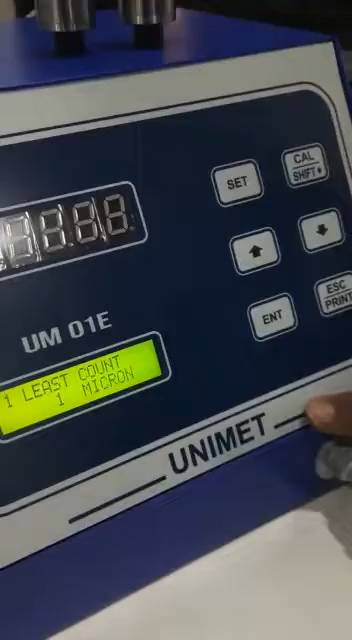 CAL
SHIFT
SET
ESC
PRINT
ENT
UM 01E
1 LEAST COUNT
1 MICRON
UNIMET